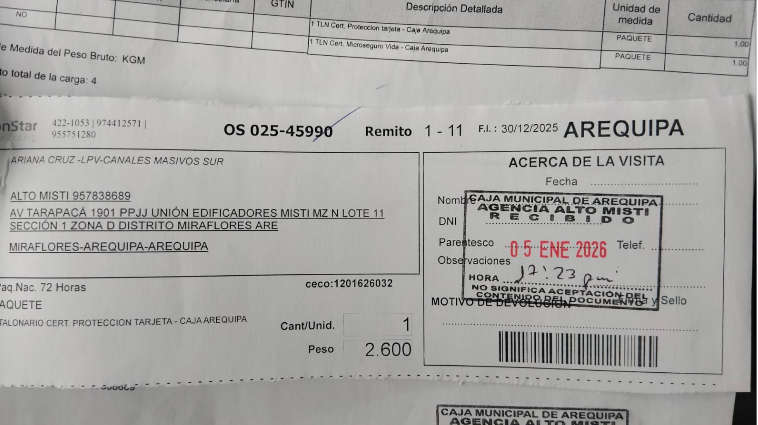 GTIN
Descripción Detallada
Unidad de medida
Cantidad
NO
1 TLN Cert. Proteccion tarjeta - Caja Arequipa
PAQUETE
1.00
1 TLN Cert. Microseguro Vida - Caja Arequipa
PAQUETE
1.00
e Medida del Peso Bruto: KGM
to total de la carga: 4
nStar
422-1053 | 974412571 |
955751280
OS 025-45990
Remito 1 - 11
F.I. : 30/12/2025
AREQUIPA
ARIANA CRUZ -LPV-CANALES MASIVOS SUR
ALTO MISTI 957838689
AV TARAPACÁ 1901 PPJJ UNIÓN EDIFICADORES MISTI MZ N LOTE 11
SECCIÓN 1 ZONA D DISTRITO MIRAFLORES ARE
MIRAFLORES-AREQUIPA-AREQUIPA
aq.Nac. 72 Horas
ceco:1201626032
AQUETE
TALONARIO CERT PROTECCION TARJETA - CAJA AREQUIPA
Cant/Unid. 1
Peso 2.600
ACERCA DE LA VISITA
Fecha
Nomb
DNI
Parentesco
Telef.
Observaciones
MOTIVO DE DEVOLUCIÓN
y Sello
CAJA MUNICIPAL DE AREQUIPA
AGENCIA ALTO MISTI
RECIBIDO
05 ENE 2026
HORA 17:23 pm
NO SIGNIFICA ACEPTACIÓN DEL
CONTENIDO DEL DOCUMENTO
CAJA MUNICIPAL DE AREQUIPA
AGENCIA ALTO MISTI